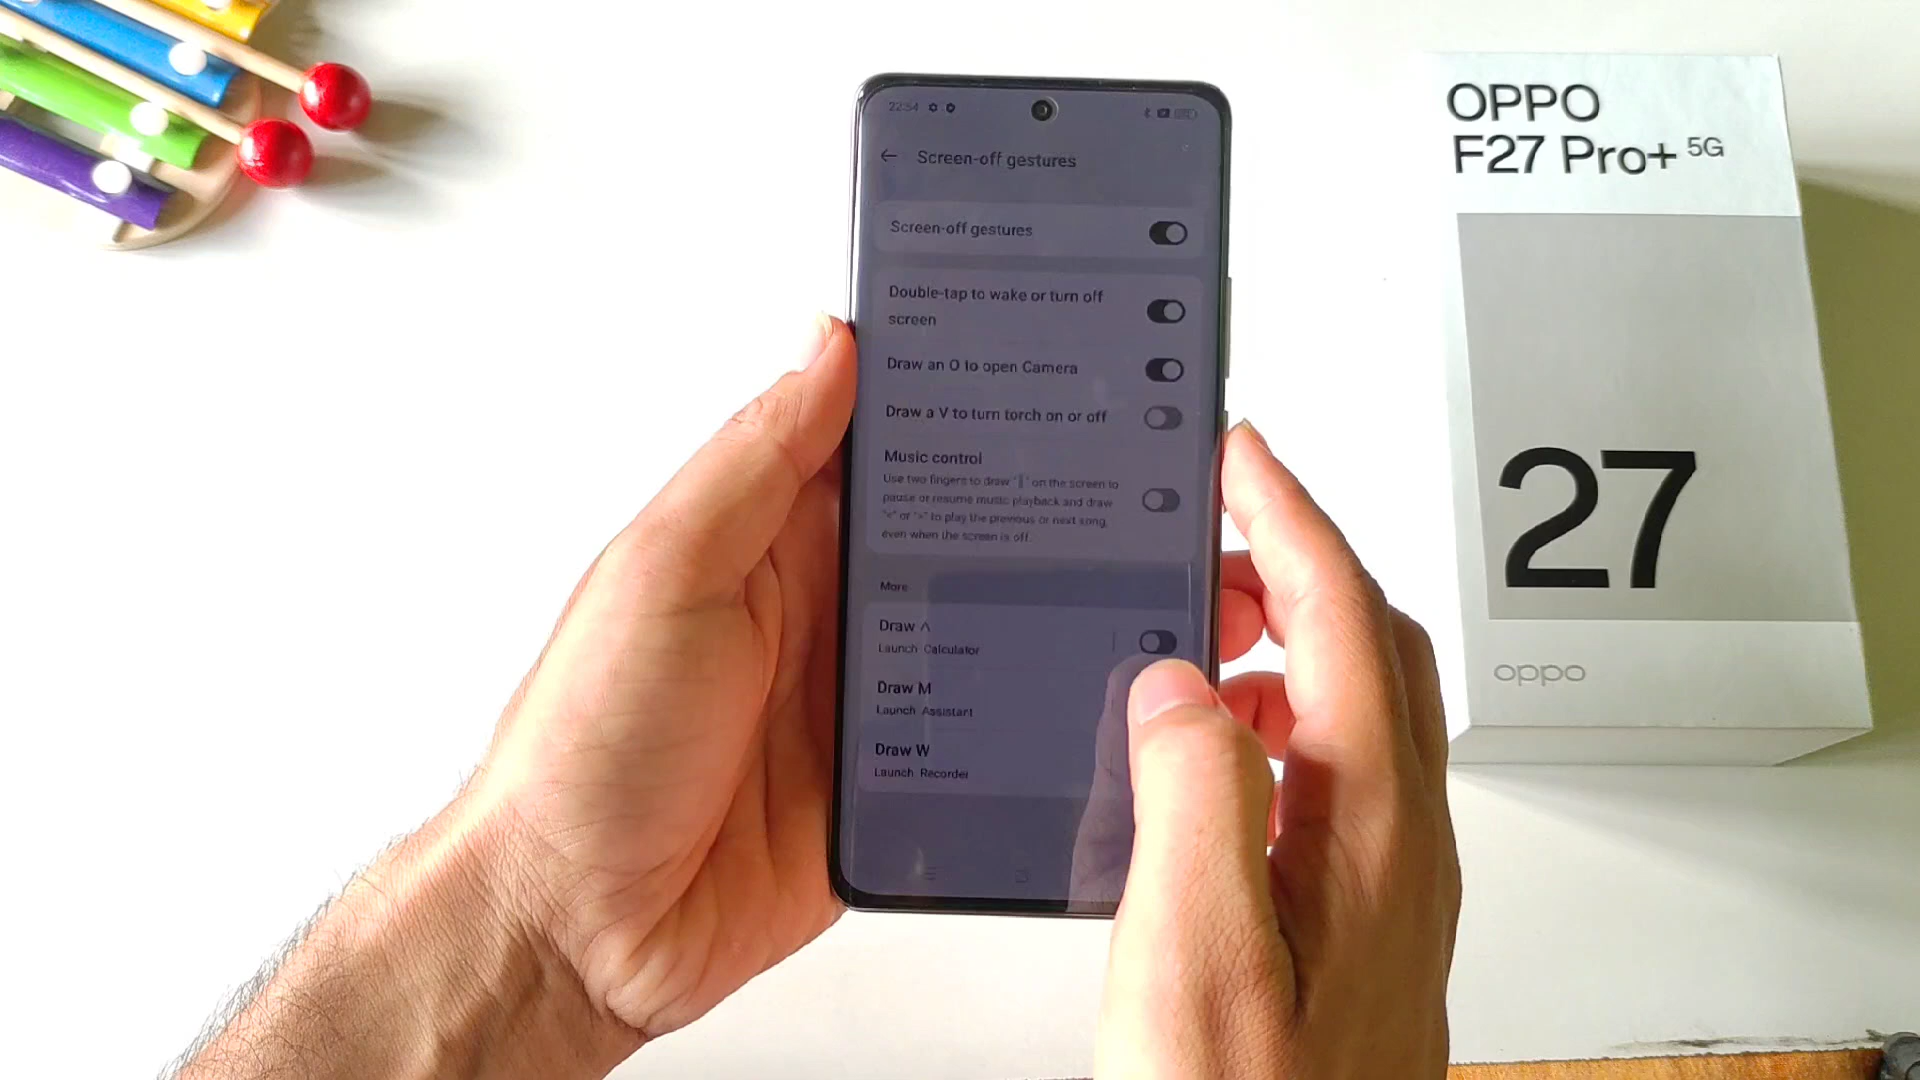 22:34
Screen-off gestures
Screen-off gestures
Double-tap to wake or turn off
screen
Draw an O to open Camera
Draw a V to turn torch on or off
Music control
Use two fingers to draw "||" on the screen to
pause or resume music playback and draw
"<" or ">" to play the previous or next song,
even when the screen is off.
More
Draw ^
Launch Calculator
Draw M
Launch Assistant
Draw W
Launch Recorder
OPPO
F27 Pro+ 5G
27
oppo